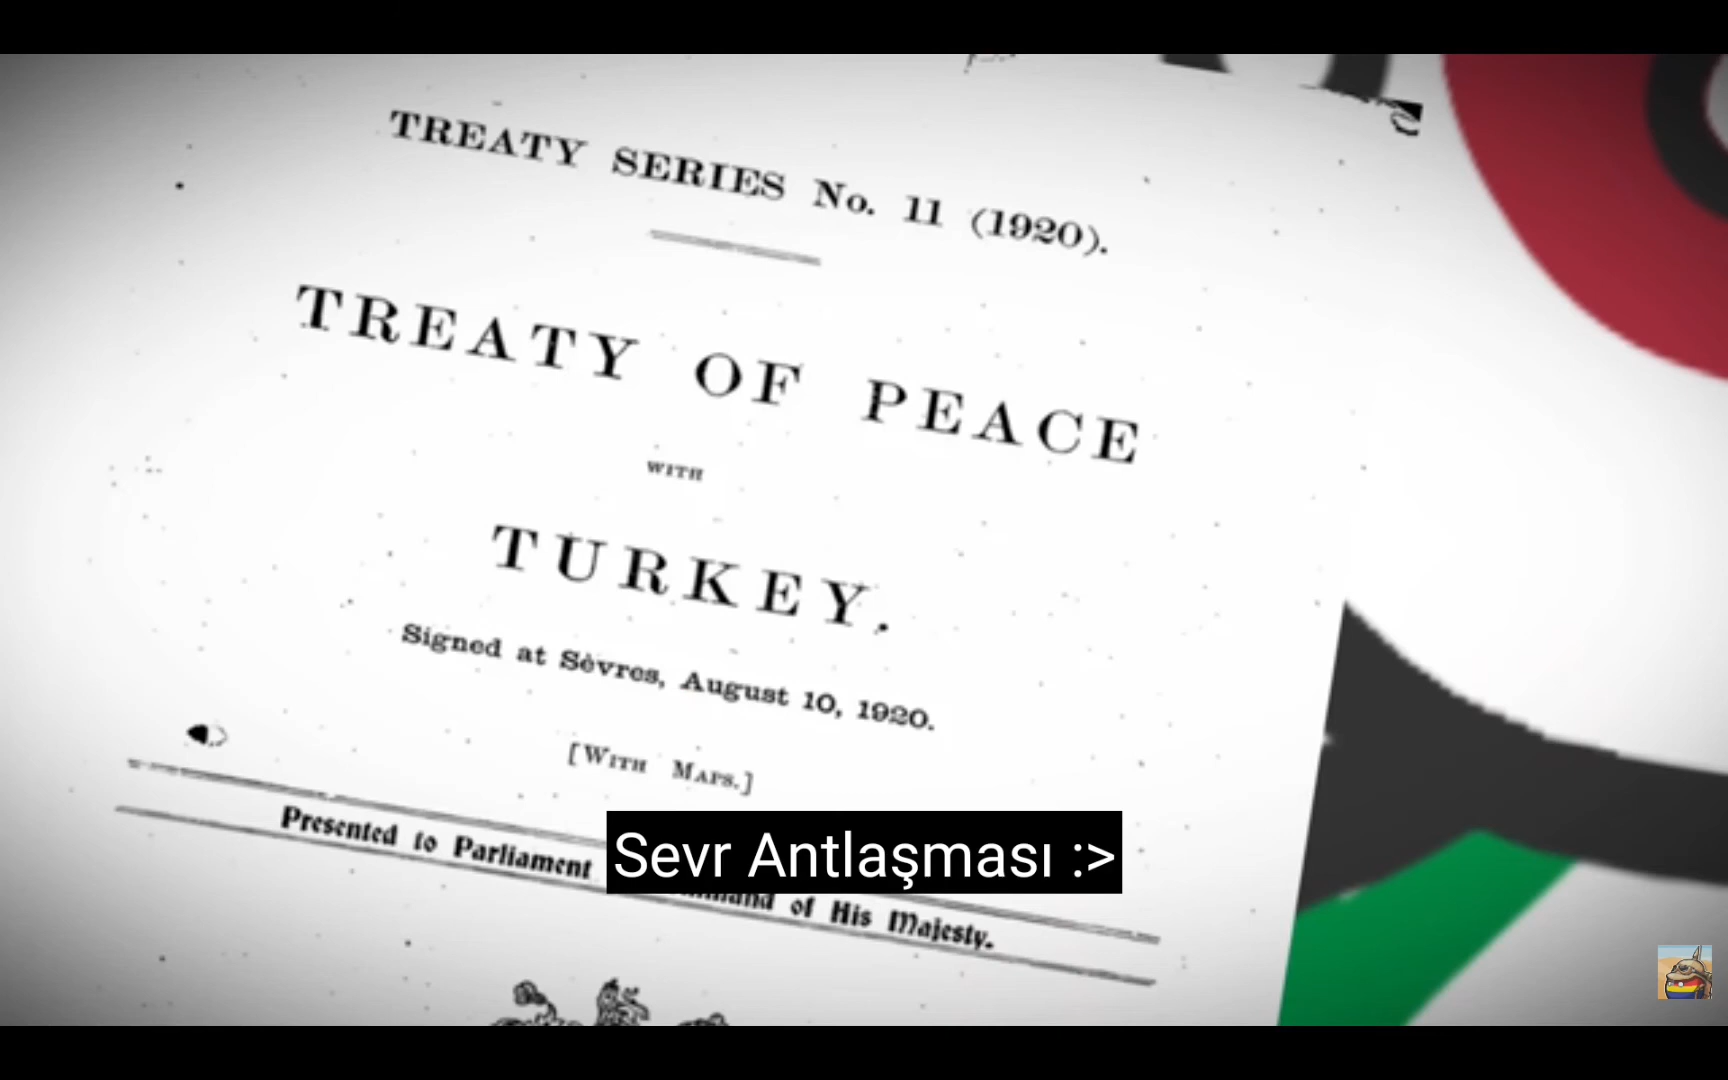 TREATY SERIES No. 11 (1920).
TREATY OF PEACE
WITH
TURKEY.
Signed at Sèvres, August 10, 1920.
[WITH MAPS.]
Presented to Parliament of His Majesty.
Sevr Antlaşması :>